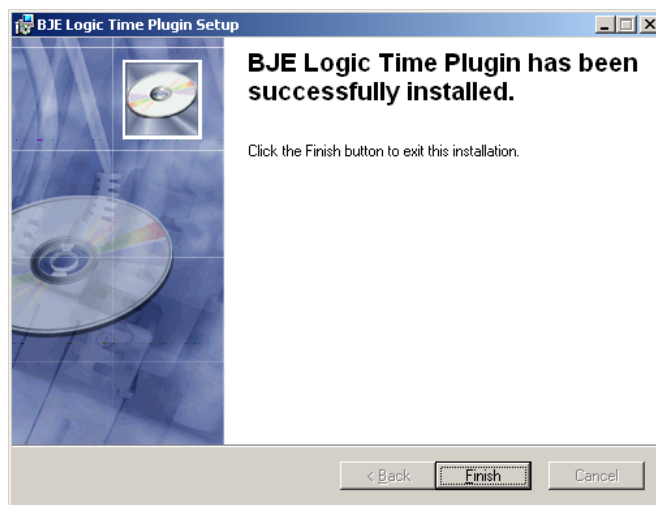 BJE Logic Time Plugin Setup
BJE Logic Time Plugin has been
successfully installed.
Click the Finish button to exit this installation.
< Back
Finish
Cancel